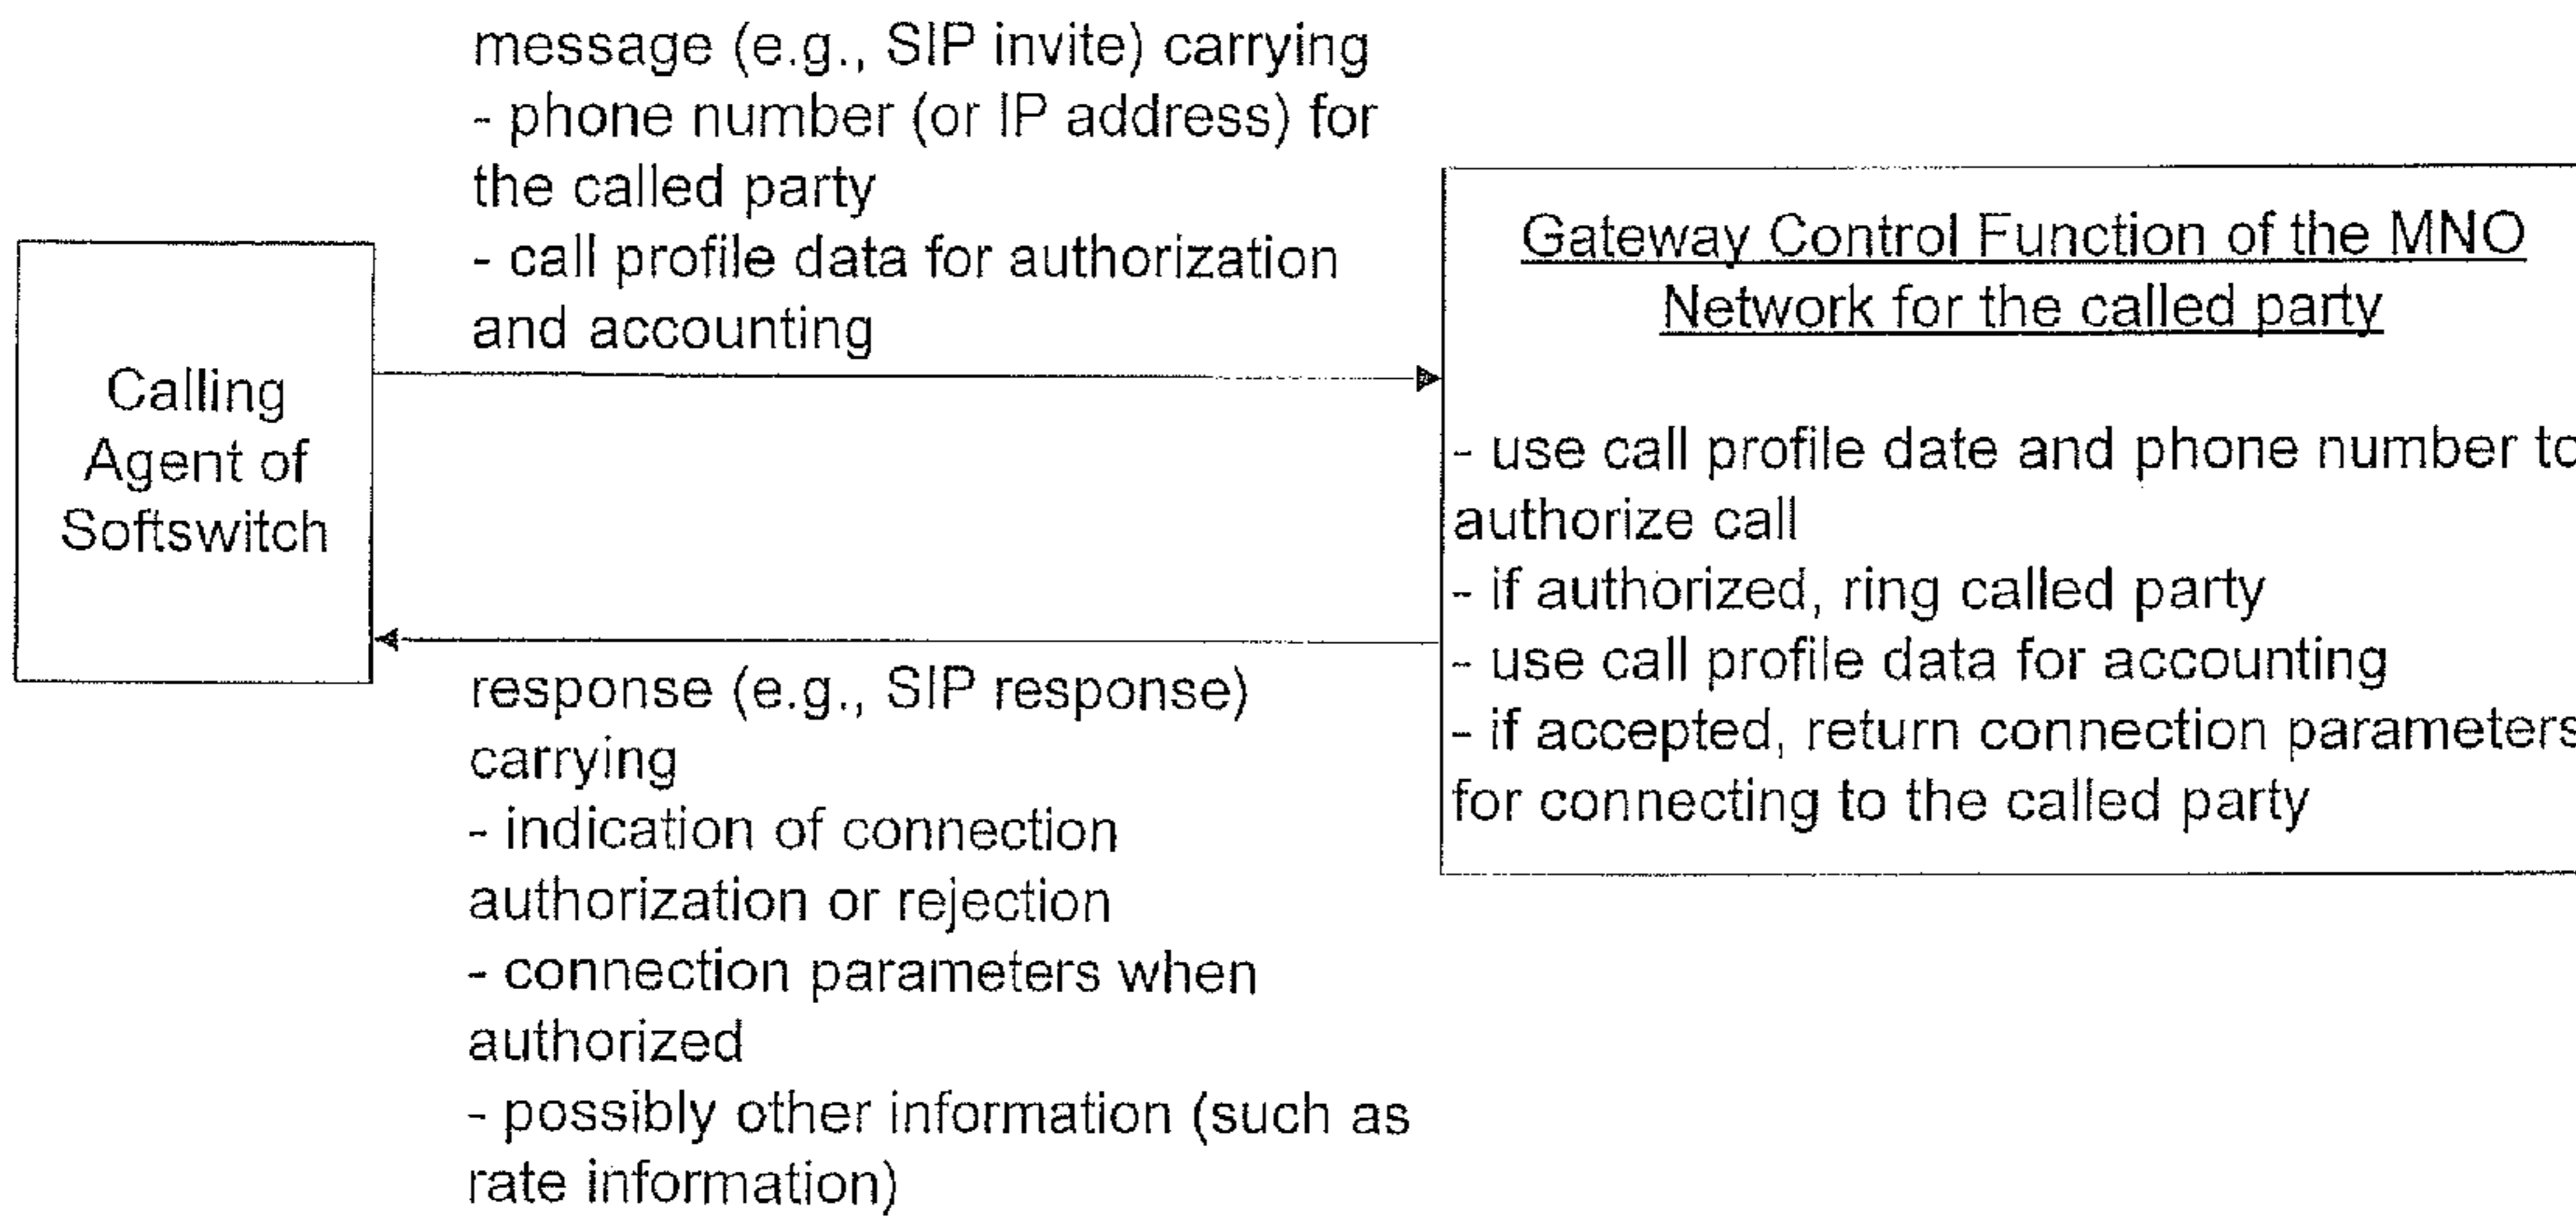 message (e.g., SIP invite) carrying
- phone number (or IP address) for
the called party
- call profile data for authorization
and accounting
Calling
Agent of
Softswitch
Gateway Control Function of the MNO
Network for the called party
- use call profile date and phone number to
authorize call
- if authorized, ring called party
- use call profile data for accounting
- if accepted, return connection parameters
for connecting to the called party
response (e.g., SIP response)
carrying
- indication of connection
authorization or rejection
- connection parameters when
authorized
- possibly other information (such as
rate information)